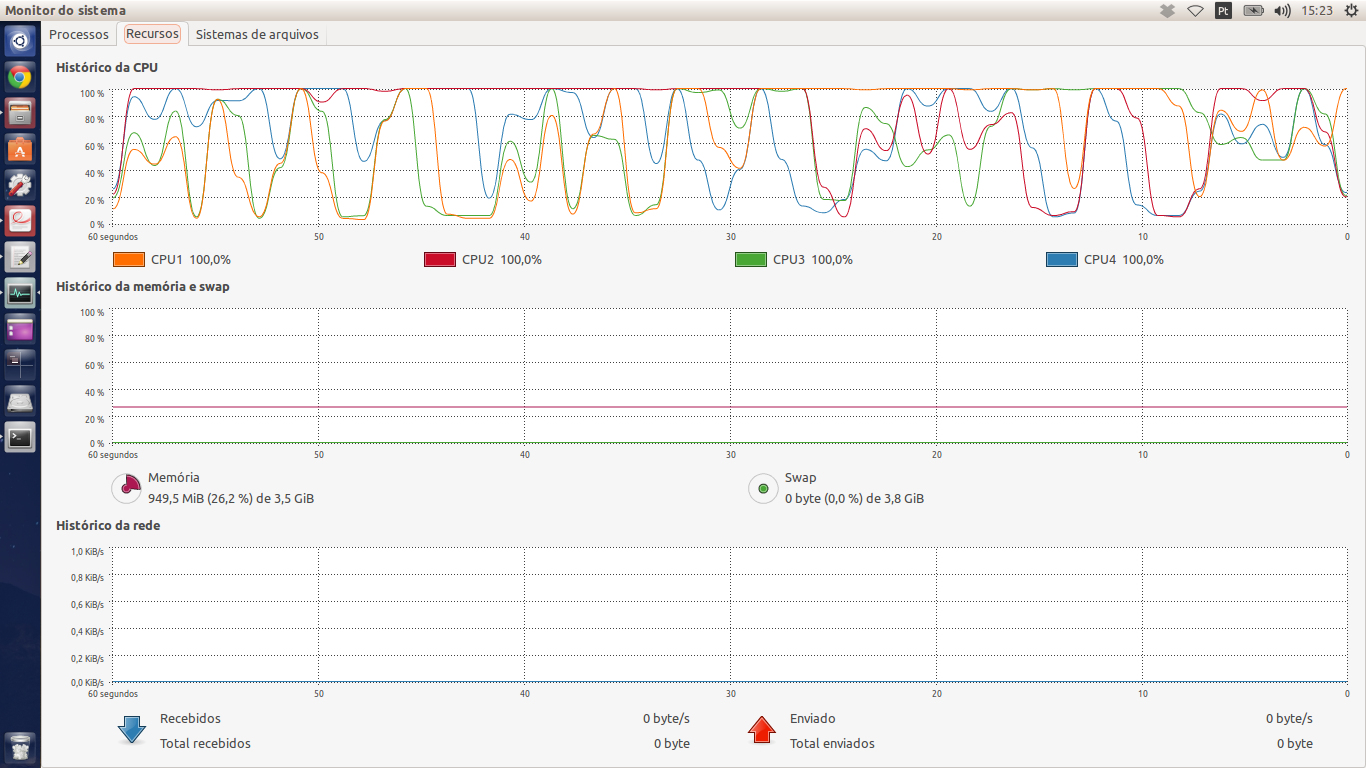 Monitor do sistema
Pt
15:23
Processos
Recursos
Sistemas de arquivos
Histórico da CPU
100 %
80 %
60 %
40 %
20 %
0 %
60 segundos 50 40 30 20 10 0
CPU1 100,0% CPU2 100,0% CPU3 100,0% CPU4 100,0%
Histórico da memória e swap
100 %
80 %
60 %
40 %
20 %
0 %
60 segundos 50 40 30 20 10 0
Memória
949,5 MiB (26,2 %) de 3,5 GiB
Swap
0 byte (0,0 %) de 3,8 GiB
Histórico da rede
1,0 KiB/s
0,8 KiB/s
0,6 KiB/s
0,4 KiB/s
0,2 KiB/s
0,0 KiB/s
60 segundos 50 40 30 20 10 0
Recebidos 0 byte/s
Total recebidos 0 byte
Enviado 0 byte/s
Total enviados 0 byte